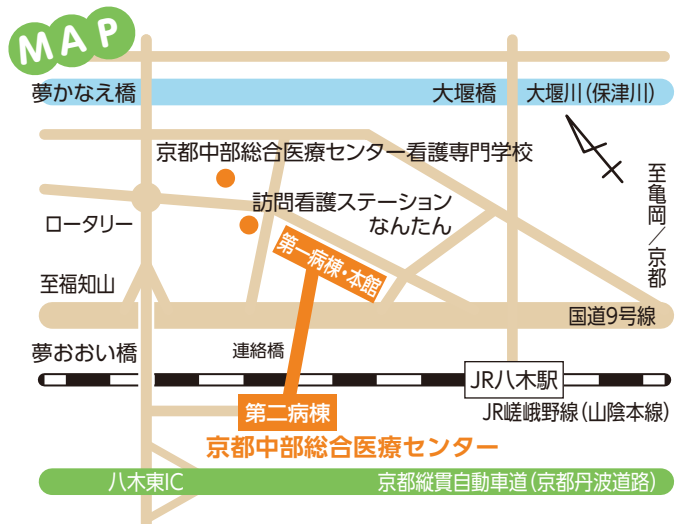 MAP
夢かなえ橋
大堰橋
大堰川(保津川)
京都中部総合医療センター看護専門学校
訪問看護ステーション
なんたん
至亀岡/京都
ロータリー
第一病棟・本館
至福知山
国道9号線
夢おおい橋
連絡橋
JR八木駅
第二病棟
JR嵯峨野線(山陰本線)
京都中部総合医療センター
八木東IC
京都縦貫自動車道(京都丹波道路)